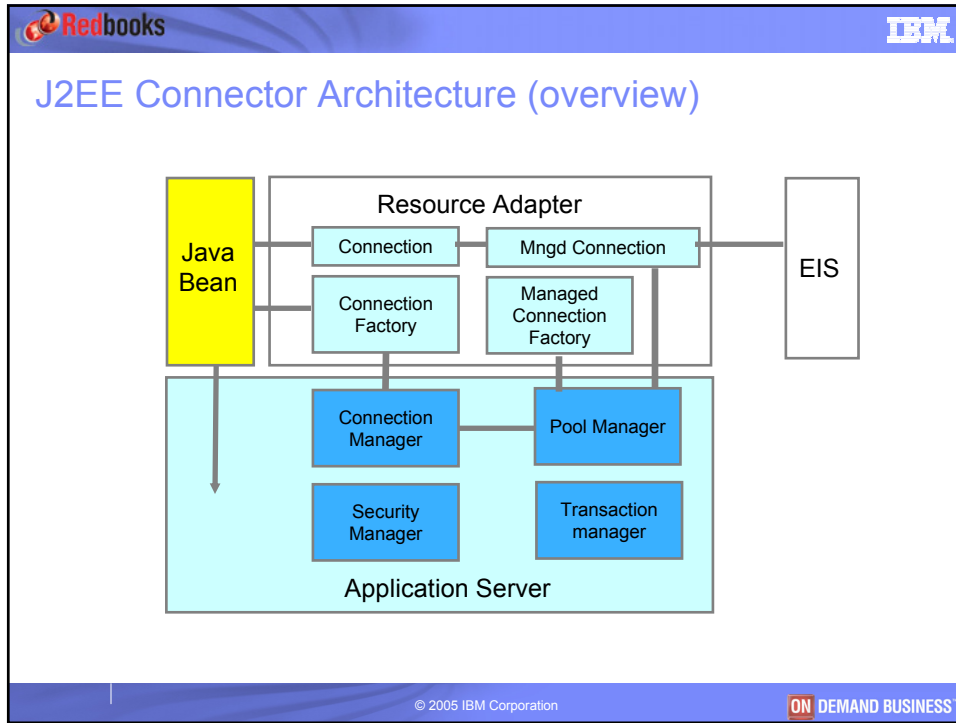 Redbooks
IBM
J2EE Connector Architecture (overview)
Resource Adapter
Java
Bean
Connection
Mngd Connection
EIS
Connection
Factory
Managed
Connection
Factory
Connection
Manager
Pool Manager
Security
Manager
Transaction
manager
Application Server
© 2005 IBM Corporation
ON DEMAND BUSINESS™